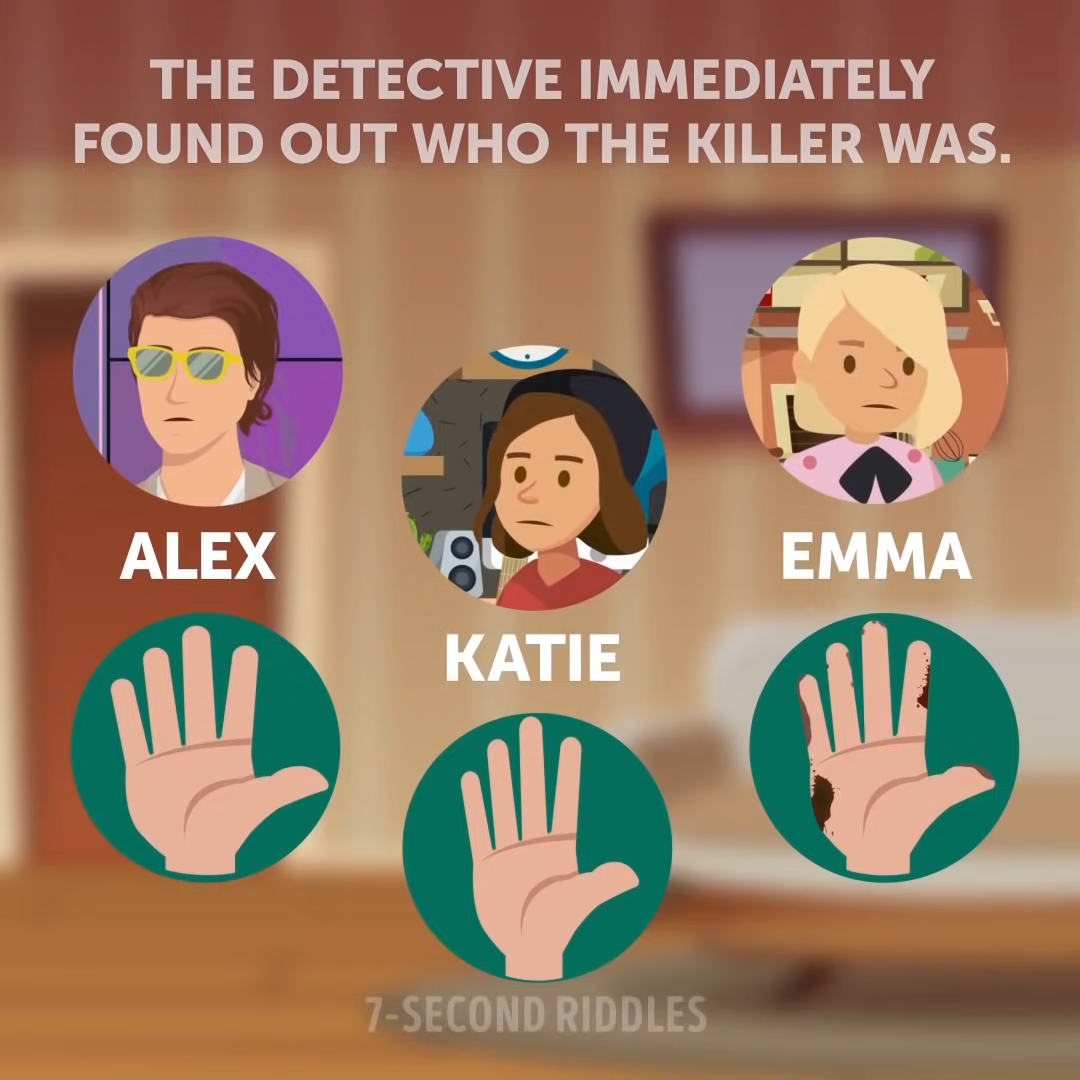 THE DETECTIVE IMMEDIATELY
FOUND OUT WHO THE KILLER WAS.
ALEX
KATIE
EMMA
7-SECOND RIDDLES